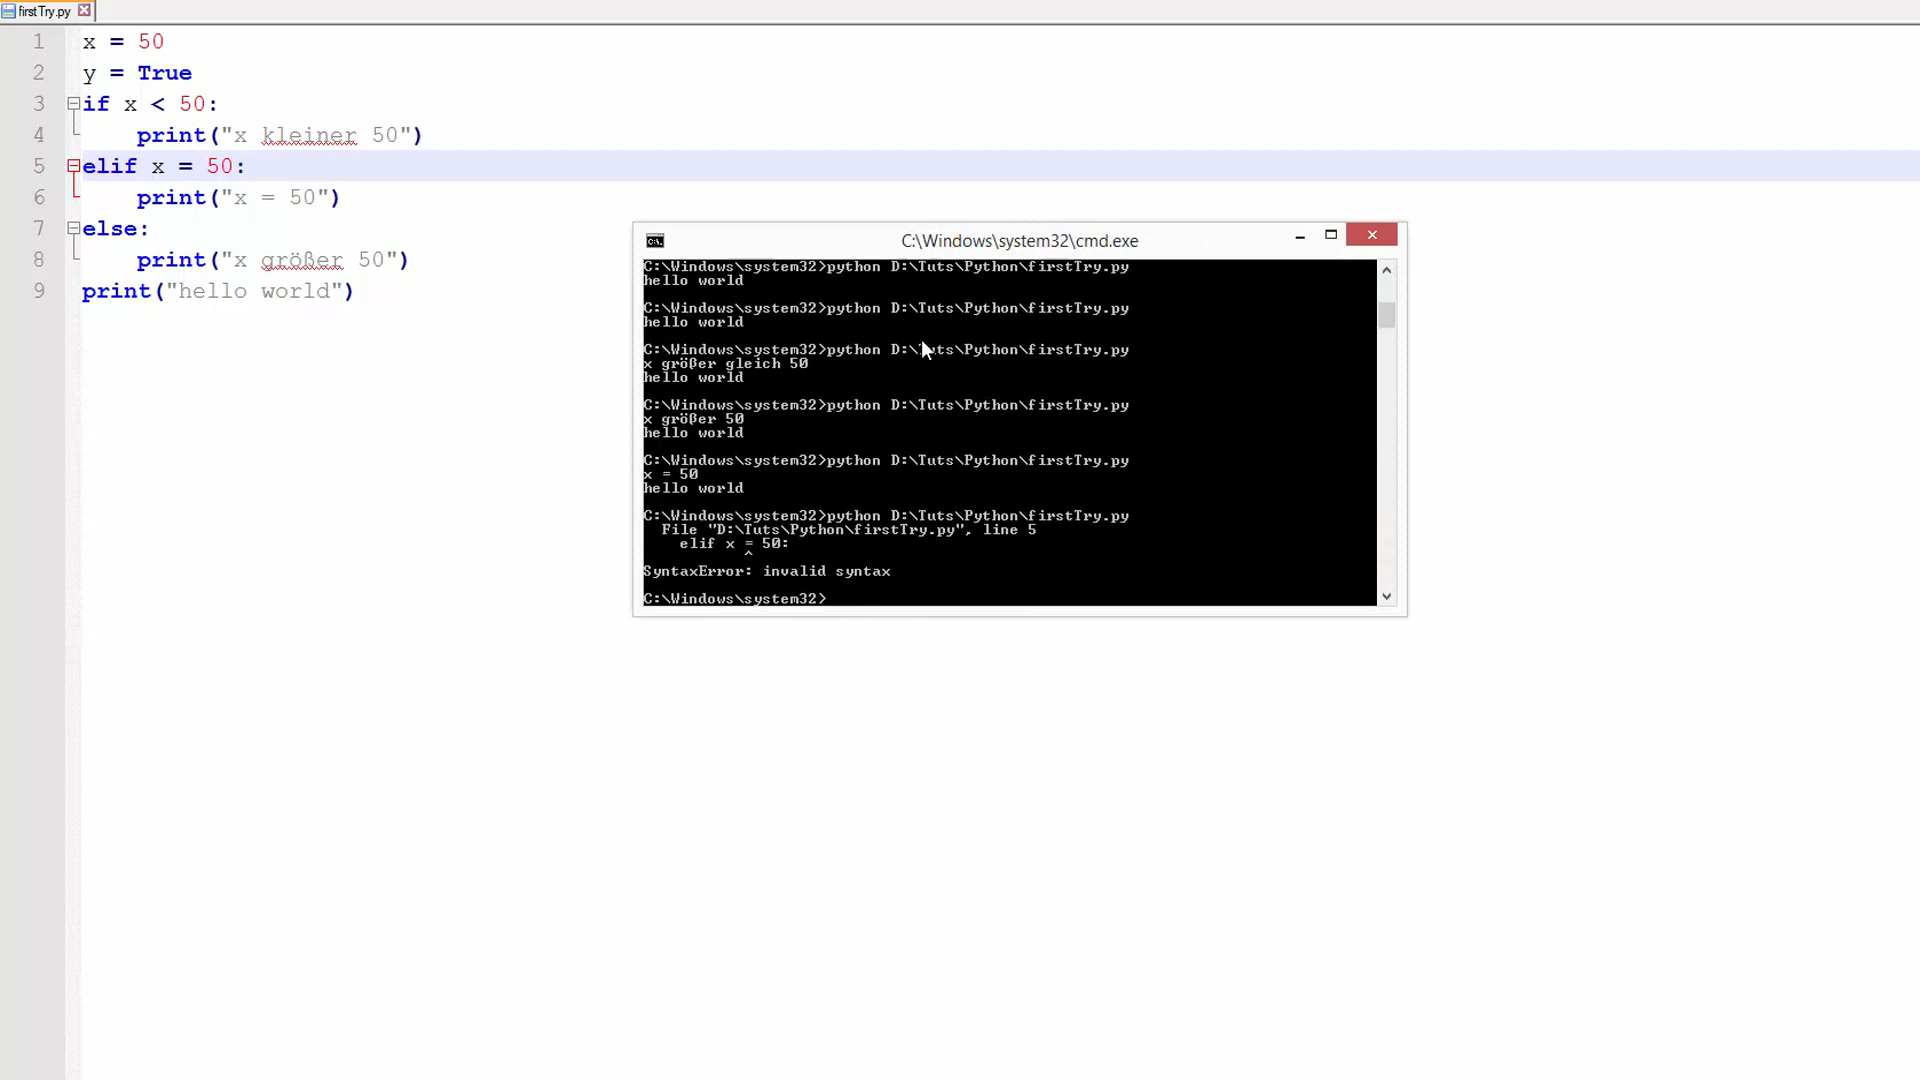 firstTry.py
1 x = 50
2 y = True
3 if x < 50:
4 print("x kleiner 50")
5 elif x = 50:
6 print("x = 50")
7 else:
8 print("x größer 50")
9 print("hello world")
C:\Windows\system32\cmd.exe
C:\Windows\system32>python D:\Tuts\Python\firstTry.py
hello world
C:\Windows\system32>python D:\Tuts\Python\firstTry.py
hello world
C:\Windows\system32>python D:\Tuts\Python\firstTry.py
x größer gleich 50
hello world
C:\Windows\system32>python D:\Tuts\Python\firstTry.py
x größer 50
hello world
C:\Windows\system32>python D:\Tuts\Python\firstTry.py
x = 50
hello world
C:\Windows\system32>python D:\Tuts\Python\firstTry.py
File "D:\Tuts\Python\firstTry.py", line 5
elif x = 50:
^
SyntaxError: invalid syntax
C:\Windows\system32>